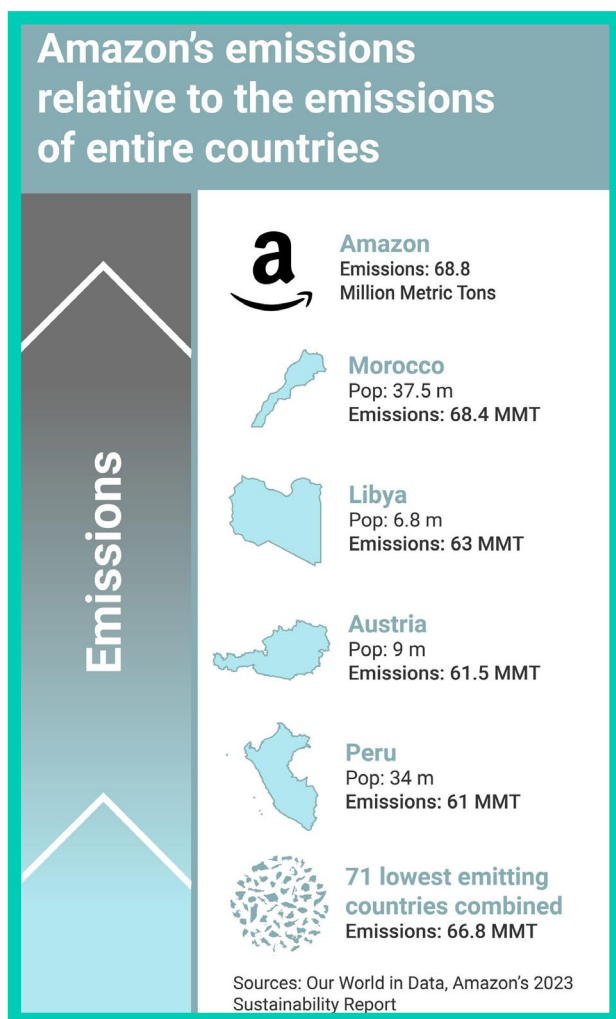 Amazon's emissions
relative to the emissions
of entire countries
Emissions
a
Amazon
Emissions: 68.8
Million Metric Tons
Morocco
Pop: 37.5 m
Emissions: 68.4 MMT
Libya
Pop: 6.8 m
Emissions: 63 MMT
Austria
Pop: 9 m
Emissions: 61.5 MMT
Peru
Pop: 34 m
Emissions: 61 MMT
71 lowest emitting
countries combined
Emissions: 66.8 MMT
Sources: Our World in Data, Amazon's 2023
Sustainability Report